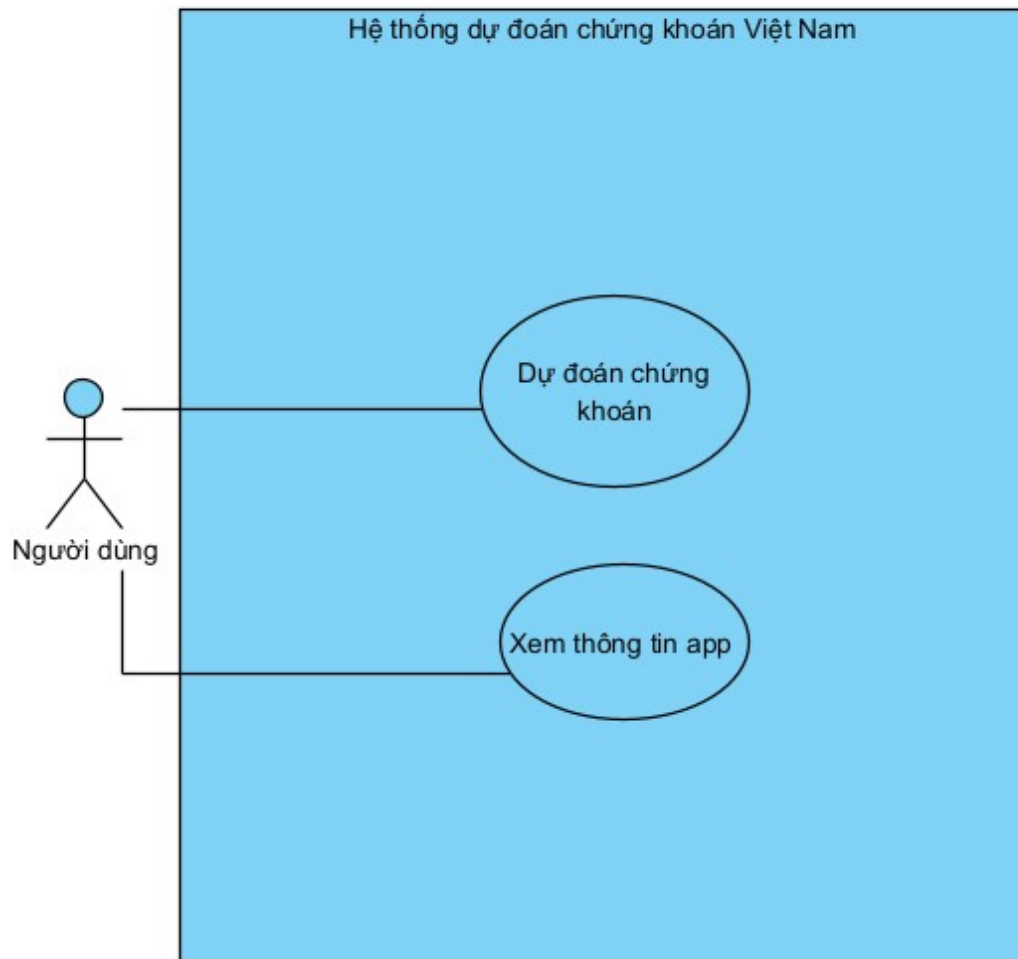 Hệ thống dự đoán chứng khoán Việt Nam
Dự đoán chứng
khoán
Người dùng
Xem thông tin app